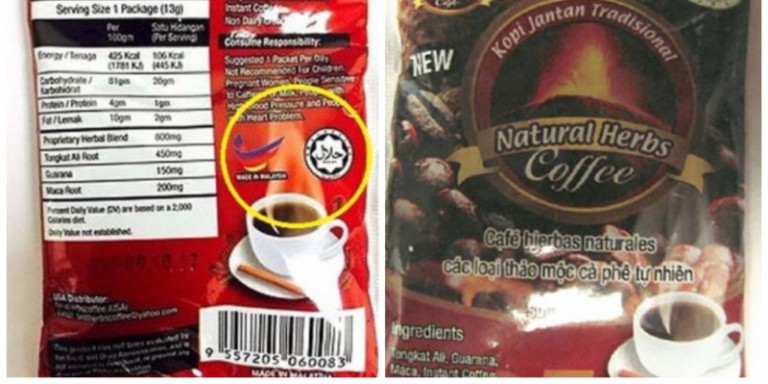 Serving Size 1 Package (13g)
Per 100gm
Satu Hidangan (Per Serving)
Energy / Tenaga 425 Kcal (1781 KJ) 106 Kcal (445 KJ)
Carbohydrate / Karbohidrat 81gm 20gm
Protein / Protein 4gm 1gm
Fat / Lemak 10gm 2gm
Proprietary Herbal Blend 800mg
Tongkat Ali Root 450mg
Guarana 150mg
Maca Root 200mg
Percent Daily Value (DV) are based on a 2,000
Calories diet.
Daily Value not established.
USA Distributor:
Instant
Non Dairy
Consume Responsibility:
Suggested 1 Packet Per Day
Not Recommended For Children,
Pregnant Women, People Sensitive
to Caffeine or Milk,
High Blood Pressure and People
with Heart Problem.
MADE IN MALAYSIA
حلال
9 557205 060083
MADE IN MALAYSIA
Kopi Jantan Tradisional
NEW
Natural Herbs
Coffee
Café hierbas naturales
các loại thảo mộc cà phê tự nhiên
Ingredients
Tongkat Ali, Guarana,
Maca, Instant Coffee